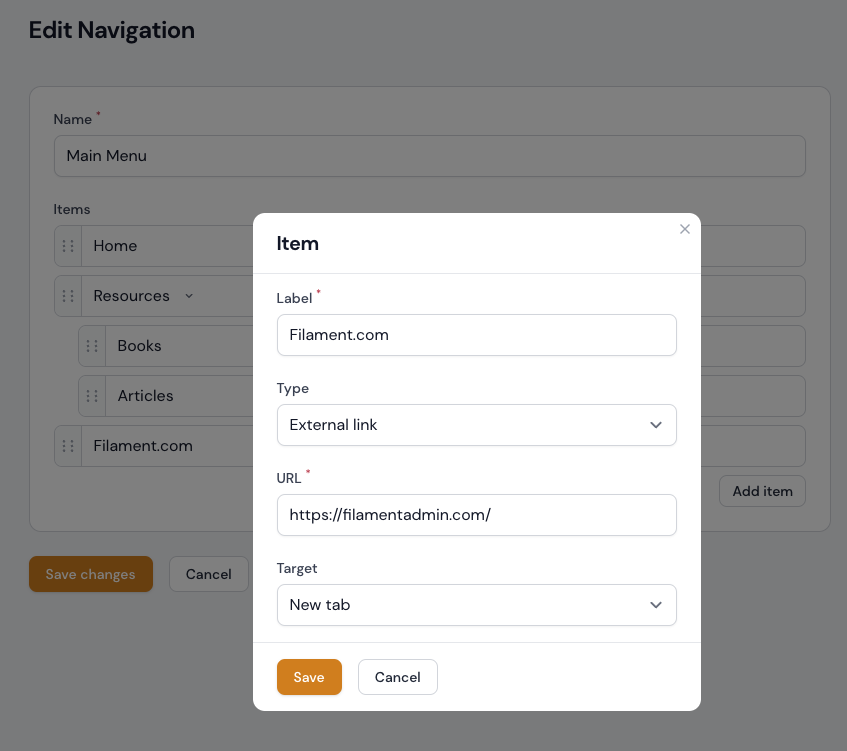 Edit Navigation
Name *
Main Menu
Items
Home
Resources
Books
Articles
Filament.com
Add item
Save changes
Cancel
Item
Label *
Filament.com
Type
External link
URL *
https://filamentadmin.com/
Target
New tab
Save
Cancel